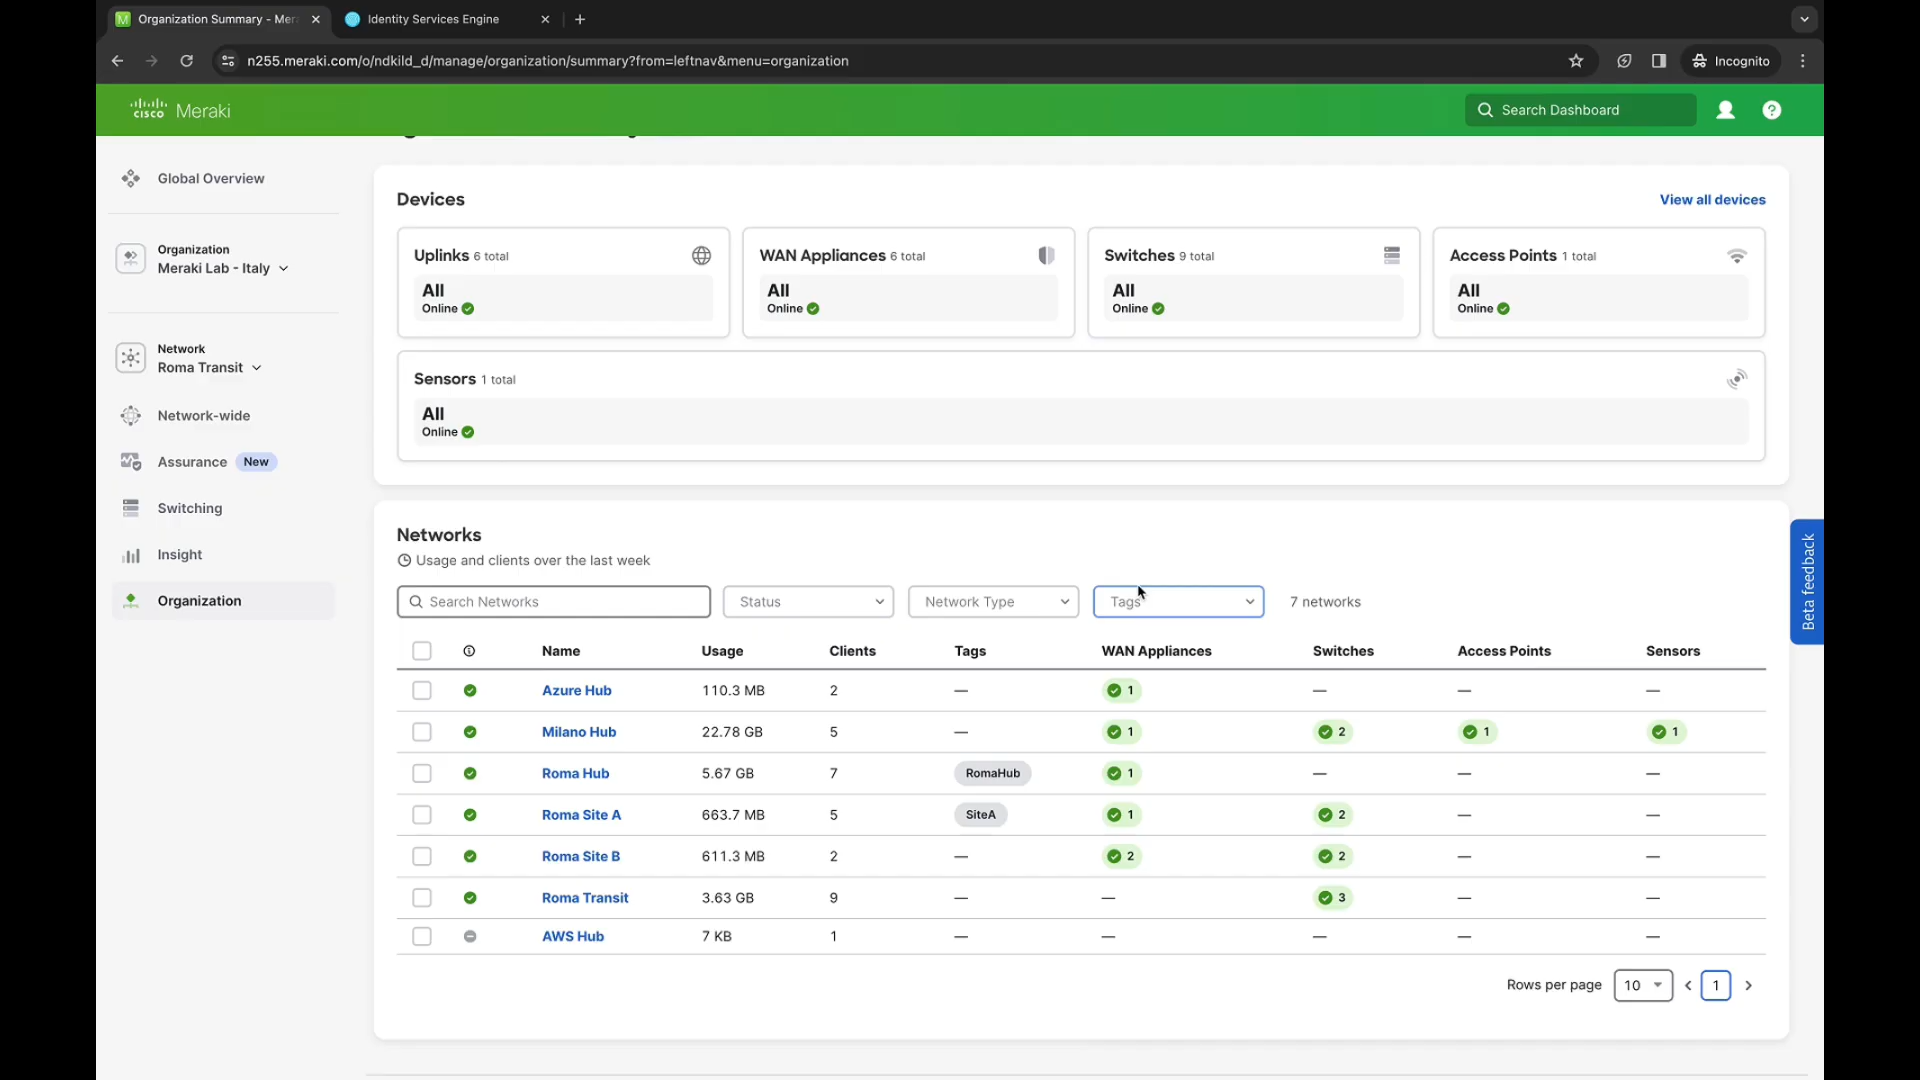 Organization Summary - Mer
Identity Services Engine
n255.meraki.com/o/ndkild_d/manage/organization/summary?from=leftnav&menu=organization
Incognito
cisco Meraki
Search Dashboard
Global Overview
Organization
Meraki Lab - Italy
Network
Roma Transit
Network-wide
Assurance New
Switching
Insight
Organization
Devices
View all devices
Uplinks 6 total
All
Online
WAN Appliances 6 total
All
Online
Switches 9 total
All
Online
Access Points 1 total
All
Online
Sensors 1 total
All
Online
Networks
Usage and clients over the last week
Search Networks Status Network Type Tags 7 networks
Name Usage Clients Tags WAN Appliances Switches Access Points Sensors
Azure Hub 110.3 MB 2 — 1 — — —
Milano Hub 22.78 GB 5 — 1 2 1 1
Roma Hub 5.67 GB 7 RomaHub 1 — — —
Roma Site A 663.7 MB 5 SiteA 1 2 — —
Roma Site B 611.3 MB 2 — 2 2 — —
Roma Transit 3.63 GB 9 — — 3 — —
AWS Hub 7 KB 1 — — — — —
Rows per page 10 1
Beta feedback